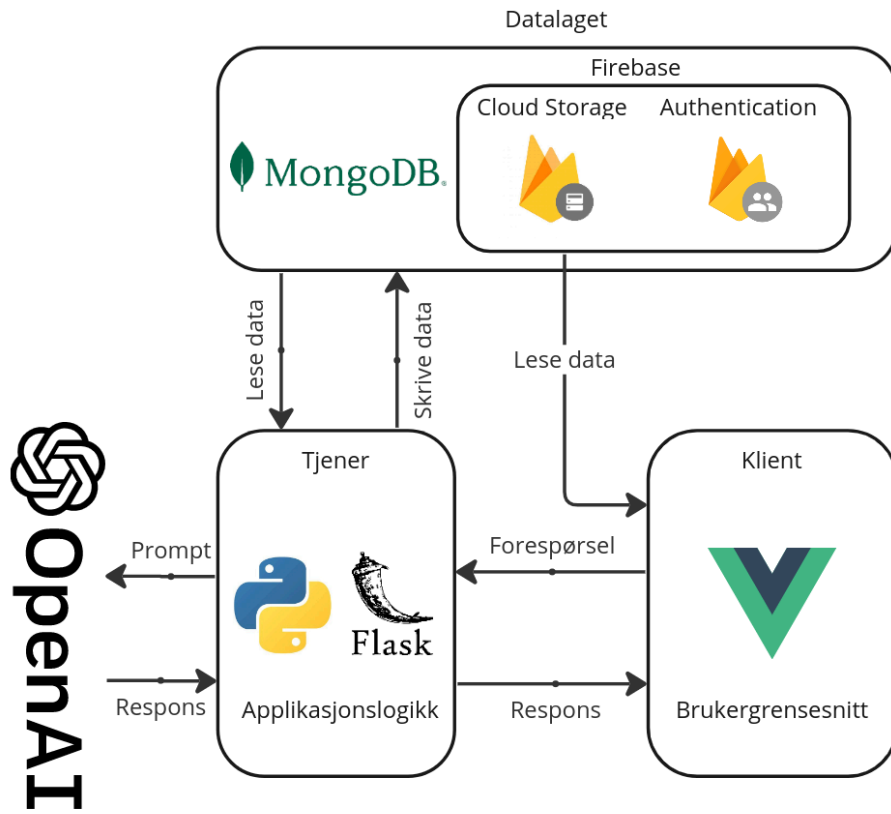 Datalaget
Firebase
Cloud Storage
Authentication
MongoDB®
Lese data
Skrive data
Lese data
Tjener
Klient
OpenAI
Prompt
Forespørsel
Flask
Respons
Applikasjonslogikk
Respons
Brukergrensesnitt